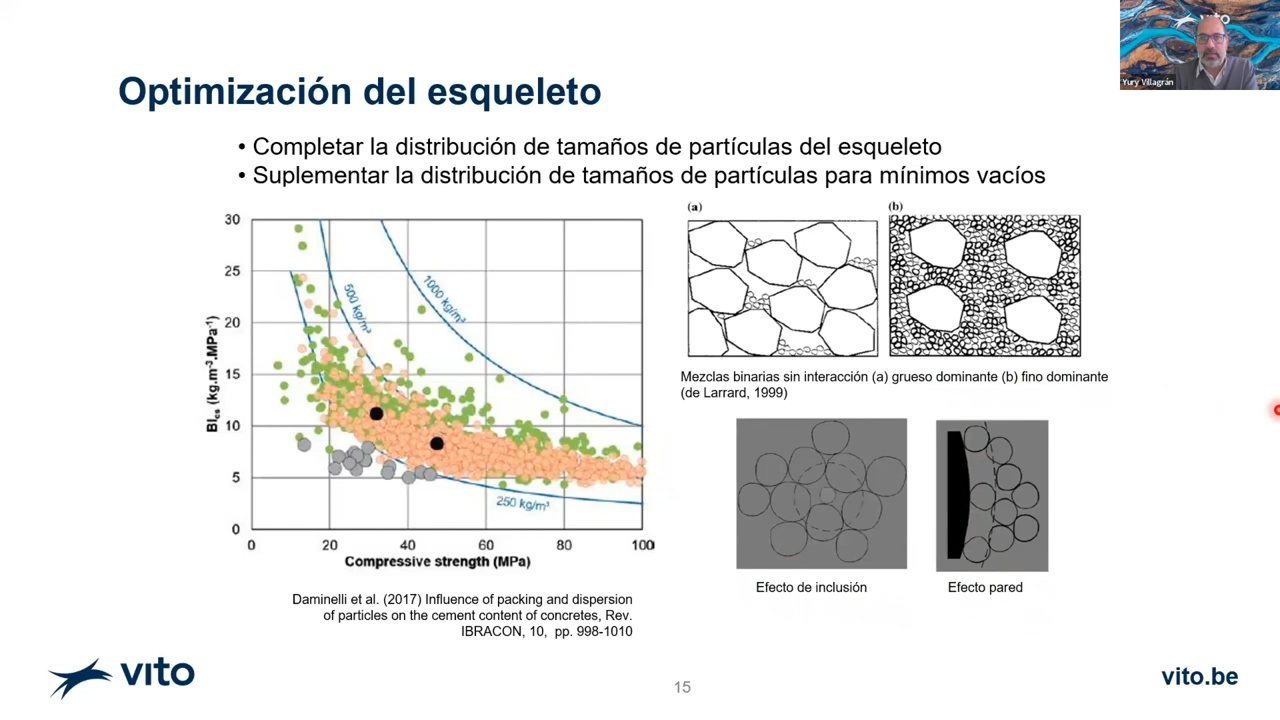 vito
Yury Villagrán
Optimización del esqueleto
• Completar la distribución de tamaños de partículas del esqueleto
• Suplementar la distribución de tamaños de partículas para mínimos vacíos
30
25
20
15
10
5
0
BIcs (kg.m-3.MPa-1)
0 20 40 60 80 100
Compressive strength (MPa)
500 kg/m³
1000 kg/m³
250 kg/m³
Daminelli et al. (2017) Influence of packing and dispersion
of particles on the cement content of concretes, Rev.
IBRACON, 10, pp. 998-1010
(a) (b)
Mezclas binarias sin interacción (a) grueso dominante (b) fino dominante
(de Larrard, 1999)
Efecto de inclusión
Efecto pared
vito
15
vito.be